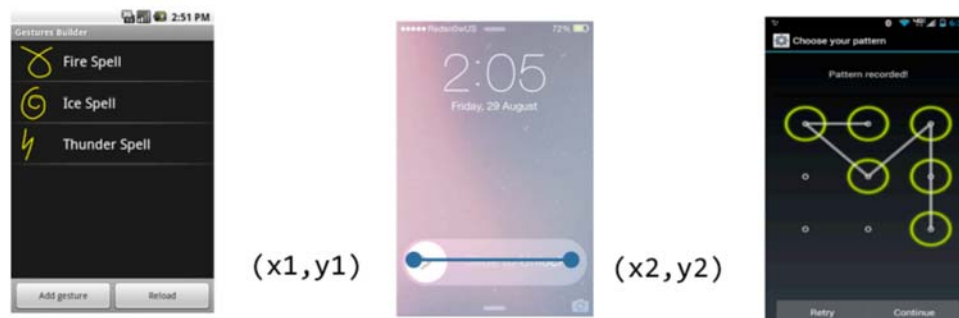 2:51 PM
Gestures Builder
Fire Spell
Ice Spell
Thunder Spell
Add gesture
Reload
(x1,y1)
72%
2:05
Friday, 29 August
(x2,y2)
Choose your pattern
Pattern recorded!
Retry
Continue